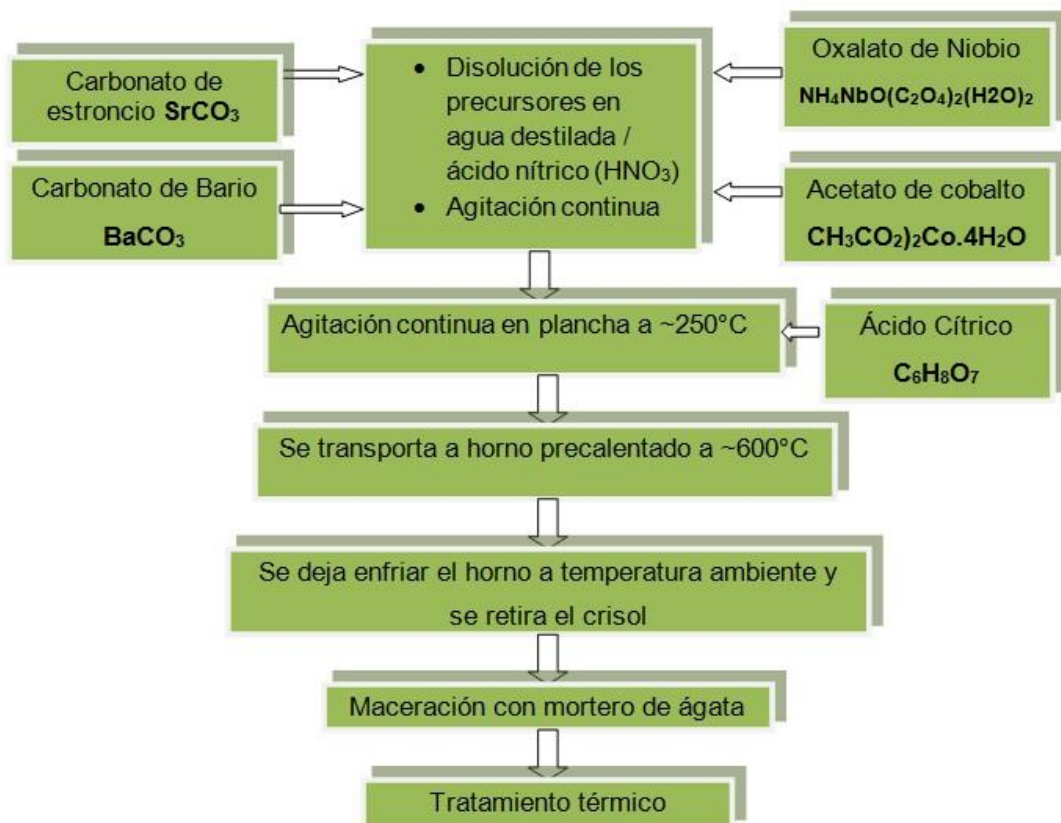 Carbonato de
estroncio SrCO₃
Carbonato de Bario
BaCO₃
• Disolución de los
precursores en
agua destilada /
ácido nítrico (HNO₃)
• Agitación continua
Oxalato de Niobio
NH₄NbO(C₂O₄)₂(H2O)₂
Acetato de cobalto
CH₃CO₂)₂Co.4H₂O
Agitación continua en plancha a ~250°C
Ácido Cítrico
C₆H₈O₇
Se transporta a horno precalentado a ~600°C
Se deja enfriar el horno a temperatura ambiente y
se retira el crisol
Maceración con mortero de ágata
Tratamiento térmico